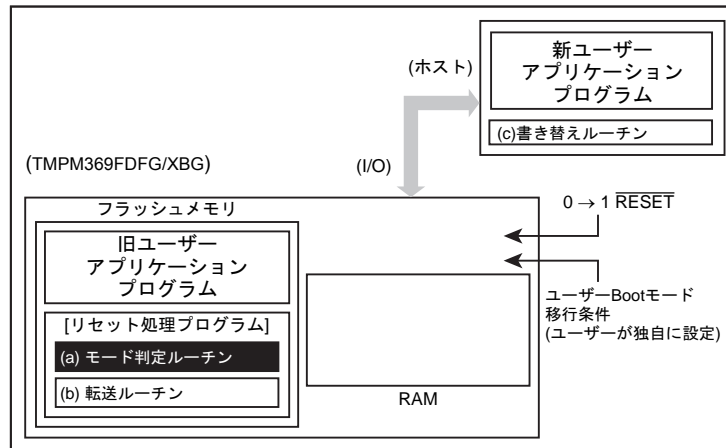 新ユーザー
アプリケーション
プログラム
(ホスト)
(c)書き替えルーチン
(TMPM369FDFG/XBG)
(I/O)
フラッシュメモリ
0 → 1 RESET
旧ユーザー
アプリケーション
プログラム
ユーザーBootモード
移行条件
(ユーザーが独自に設定)
[リセット処理プログラム]
(a) モード判定ルーチン
(b) 転送ルーチン
RAM